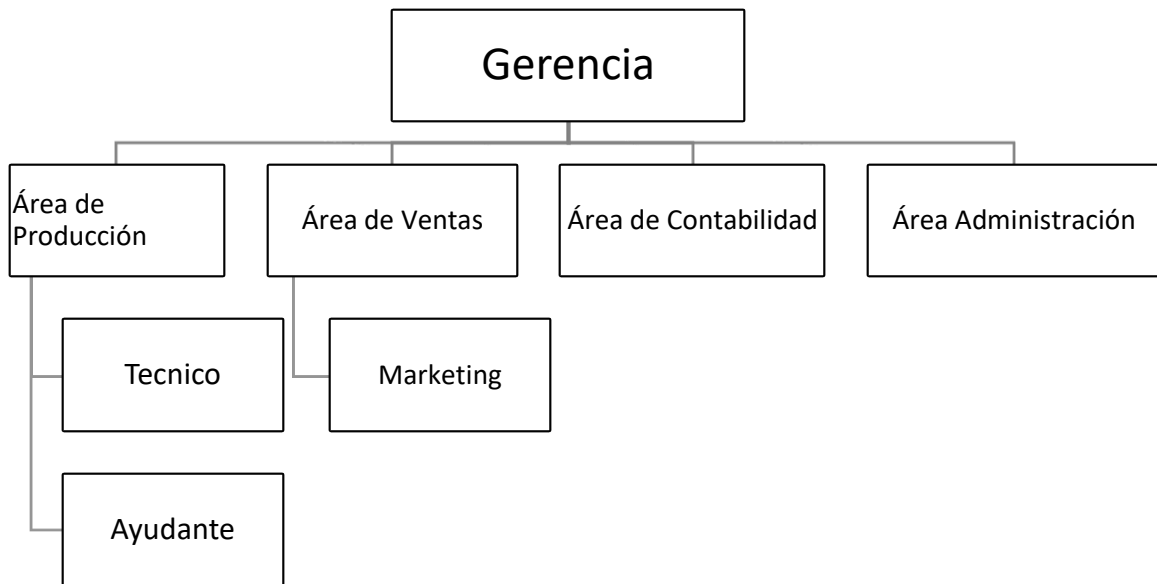 Gerencia
Área de
Producción
Área de Ventas
Área de Contabilidad
Área Administración
Tecnico
Marketing
Ayudante